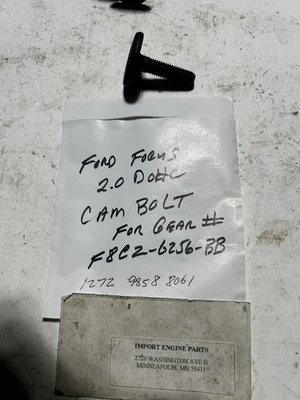 FORD FOCUS
2.0 DOHC
CAM BOLT
FOR GEAR #
F8CZ-6256-BB
1272 9858 8061
IMPORT ENGINE PARTS
2726 WASHINGTON AVE N
MINNEAPOLIS, MN 55411